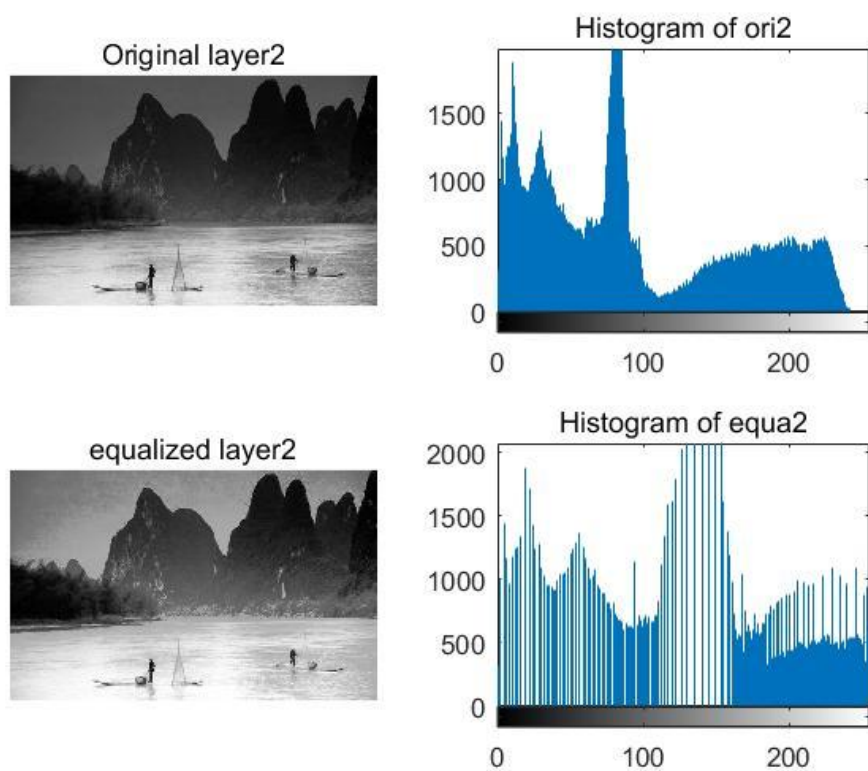 Original layer2
Histogram of ori2
1500
1000
500
0
0 100 200
equalized layer2
Histogram of equa2
2000
1500
1000
500
0
0 100 200